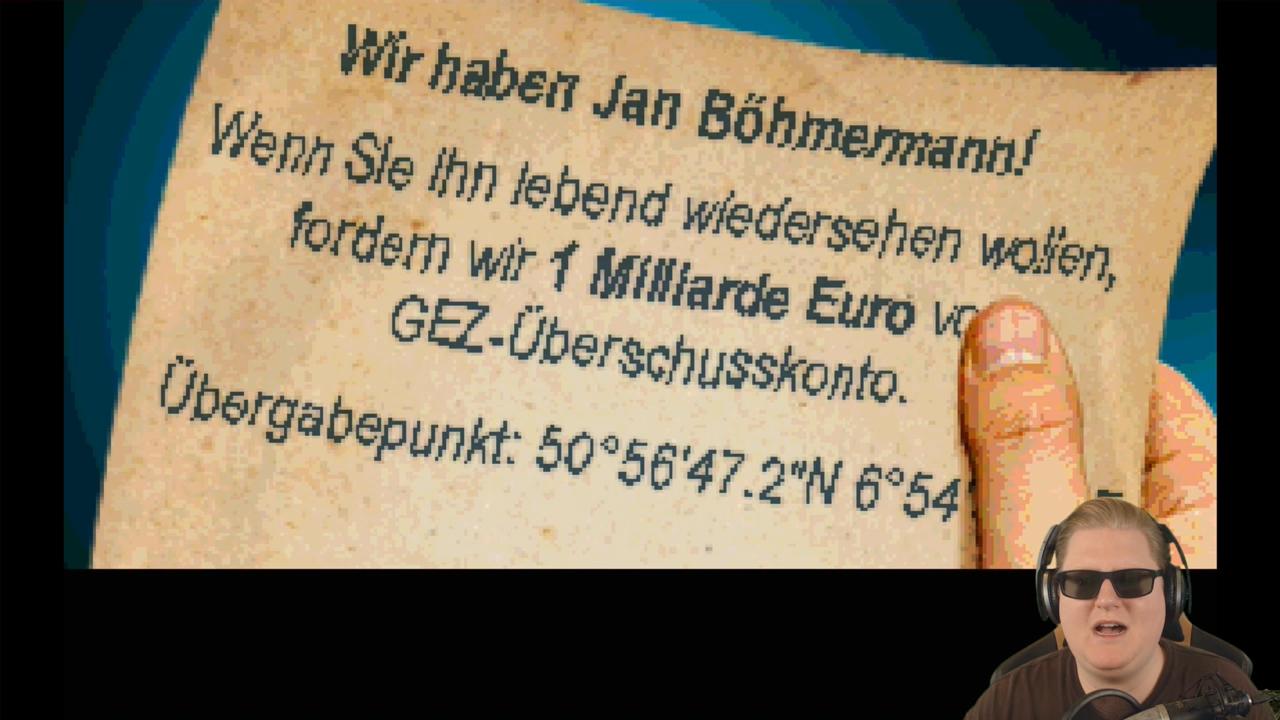 Wir haben Jan Böhmermann!
Wenn Sie ihn lebend wiedersehen wollen,
fordern wir 1 Milliarde Euro
GEZ-Überschusskonto.
Übergabepunkt: 50°56'47.2"N 6°54